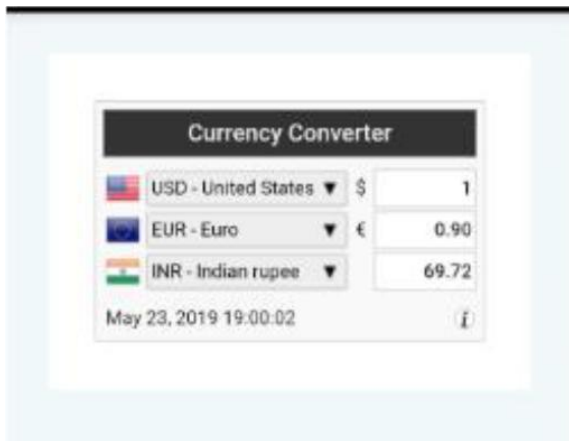 Currency Converter
USD - United States ▼ $ 1
EUR - Euro ▼ € 0.90
INR - Indian rupee ▼ 69.72
May 23, 2019 19:00:02 i